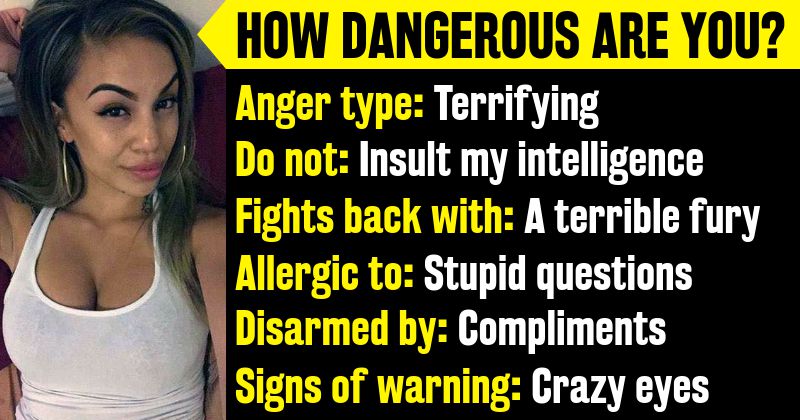 HOW DANGEROUS ARE YOU?
Anger type: Terrifying
Do not: Insult my intelligence
Fights back with: A terrible fury
Allergic to: Stupid questions
Disarmed by: Compliments
Signs of warning: Crazy eyes